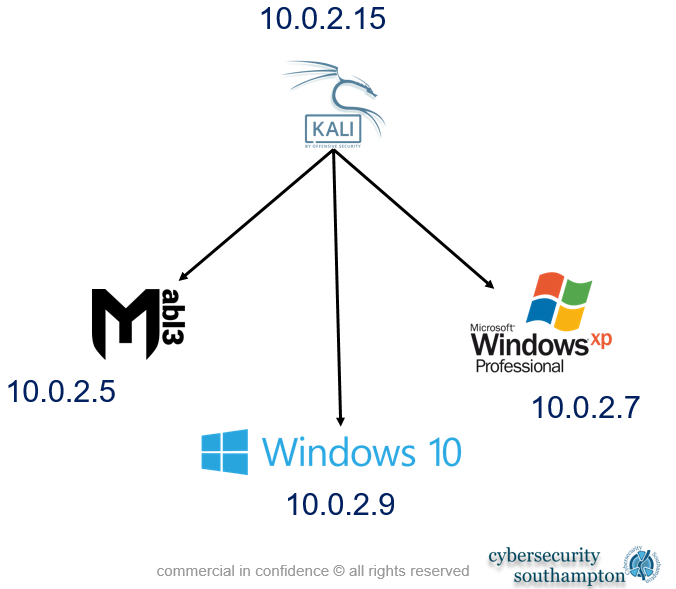 10.0.2.15
KALI
BY OFFENSIVE SECURITY
M
abl3
10.0.2.5
Microsoft®
Windows xp
Professional
10.0.2.7
Windows 10
10.0.2.9
commercial in confidence © all rights reserved
cybersecurity
southampton